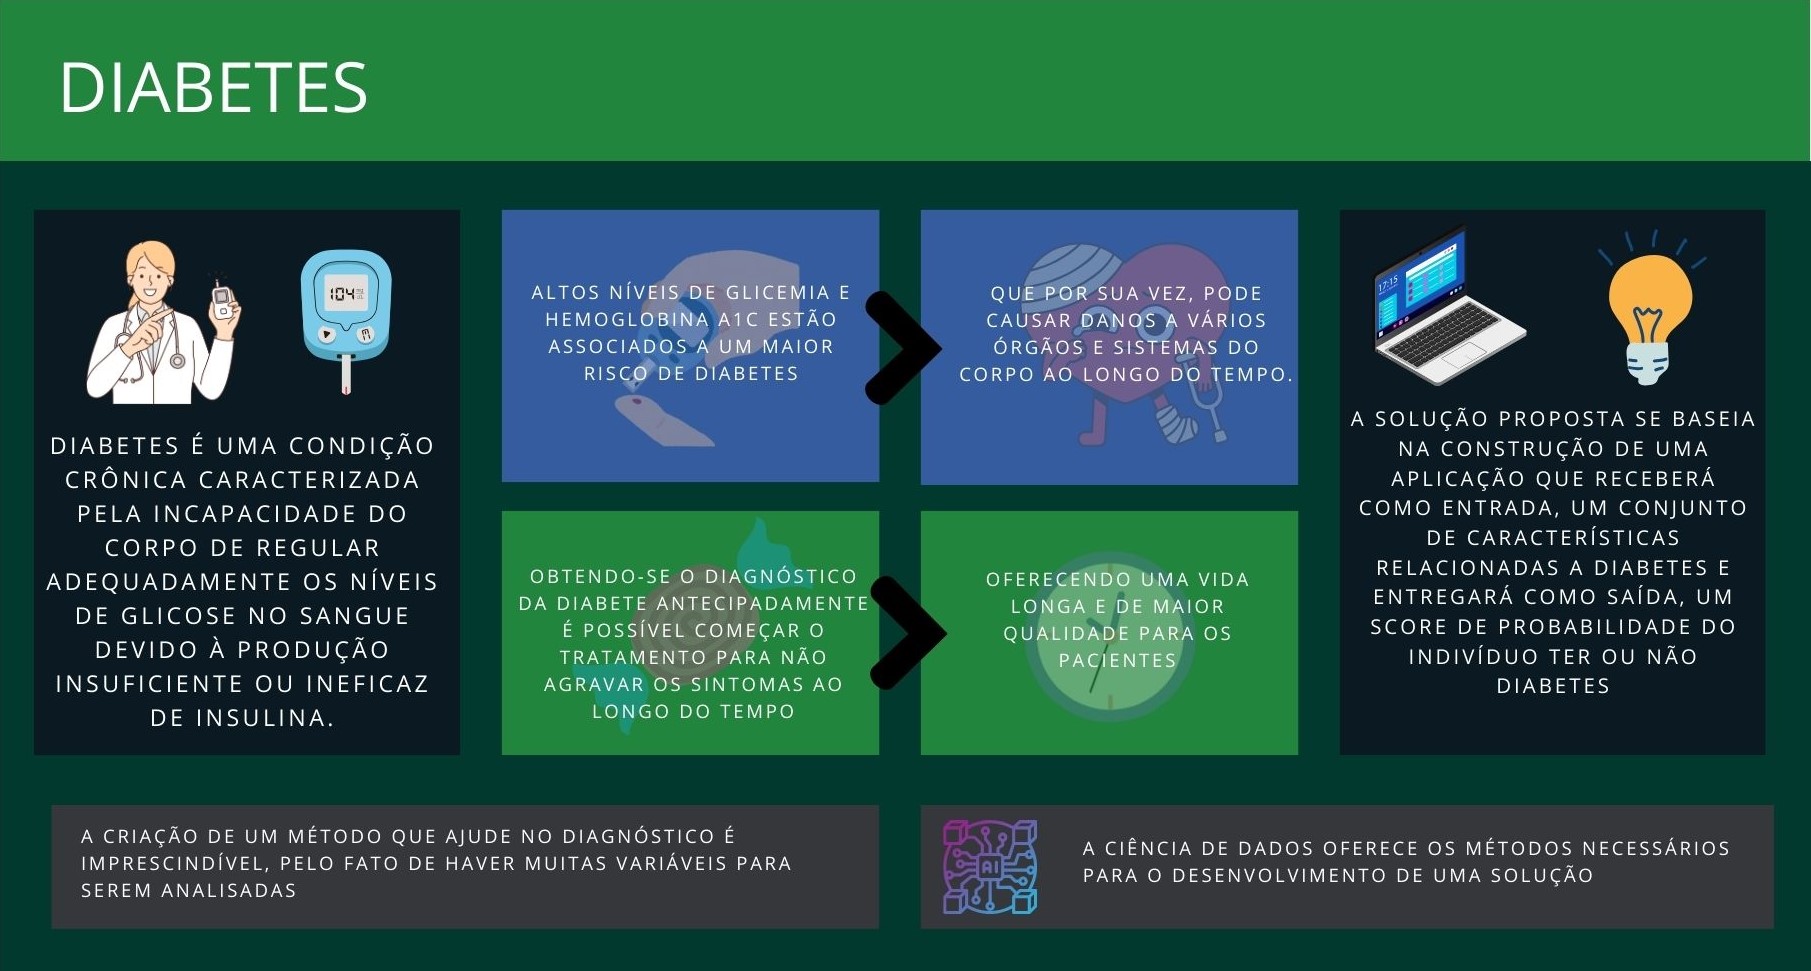 DIABETES
104
DIABETES É UMA CONDIÇÃO
CRÔNICA CARACTERIZADA
PELA INCAPACIDADE DO
CORPO DE REGULAR
ADEQUADAMENTE OS NÍVEIS
DE GLICOSE NO SANGUE
DEVIDO À PRODUÇÃO
INSUFICIENTE OU INEFICAZ
DE INSULINA.
ALTOS NÍVEIS DE GLICEMIA E
HEMOGLOBINA A1C ESTÃO
ASSOCIADOS A UM MAIOR
RISCO DE DIABETES
QUE POR SUA VEZ, PODE
CAUSAR DANOS A VÁRIOS
ÓRGÃOS E SISTEMAS DO
CORPO AO LONGO DO TEMPO.
OBTENDO-SE O DIAGNÓSTICO
DA DIABETE ANTECIPADAMENTE
É POSSÍVEL COMEÇAR O
TRATAMENTO PARA NÃO
AGRAVAR OS SINTOMAS AO
LONGO DO TEMPO
OFERECENDO UMA VIDA
LONGA E DE MAIOR
QUALIDADE PARA OS
PACIENTES
17:15
A SOLUÇÃO PROPOSTA SE BASEIA
NA CONSTRUÇÃO DE UMA
APLICAÇÃO QUE RECEBERÁ
COMO ENTRADA, UM CONJUNTO
DE CARACTERÍSTICAS
RELACIONADAS A DIABETES E
ENTREGARÁ COMO SAÍDA, UM
SCORE DE PROBABILIDADE DO
INDIVÍDUO TER OU NÃO
DIABETES
A CRIAÇÃO DE UM MÉTODO QUE AJUDE NO DIAGNÓSTICO É
IMPRESCINDÍVEL, PELO FATO DE HAVER MUITAS VARIÁVEIS PARA
SEREM ANALISADAS
AI
A CIÊNCIA DE DADOS OFERECE OS MÉTODOS NECESSÁRIOS
PARA O DESENVOLVIMENTO DE UMA SOLUÇÃO